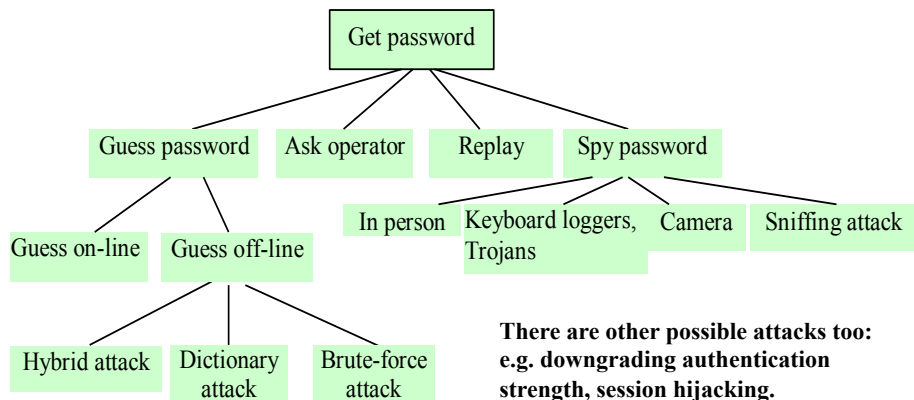 Get password
Guess password
Ask operator
Replay
Spy password
Guess on-line
Guess off-line
In person
Keyboard loggers,
Trojans
Camera
Sniffing attack
Hybrid attack
Dictionary
attack
Brute-force
attack
There are other possible attacks too:
e.g. downgrading authentication
strength, session hijacking.